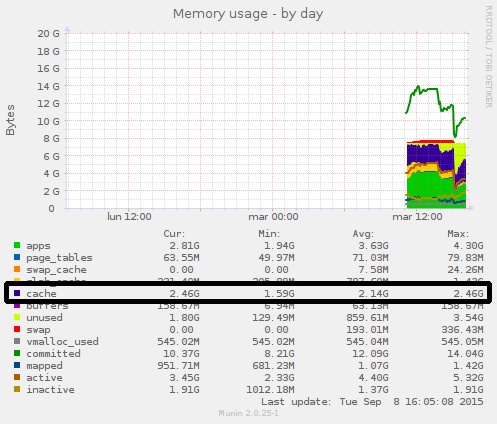 Memory usage - by day
RRDTOOL / TOBI OETIKER
Bytes
20 G
18 G
16 G
14 G
12 G
10 G
8 G
6 G
4 G
2 G
0
lun 12:00 mar 00:00 mar 12:00
Cur: Min: Avg: Max:
apps 2.81G 1.94G 3.63G 4.30G
page_tables 63.55M 49.97M 71.03M 79.83M
swap_cache 0.00 0.00 7.58M 24.26M
slab_cache
cache 2.46G 1.59G 2.14G 2.46G
buffers 158.67M 6.94M 63.13M 158.67M
unused 1.80G 129.49M 859.61M 3.54G
swap 0.00 0.00 193.01M 336.43M
vmalloc_used 545.02M 545.02M 545.04M 545.05M
committed 10.37G 8.21G 12.09G 14.04G
mapped 951.71M 681.23M 1.07G 1.42G
active 3.45G 2.33G 4.40G 5.32G
inactive 1.91G 1012.18M 1.37G 1.91G
Last update: Tue Sep 8 16:05:08 2015
Munin 2.0.25-1